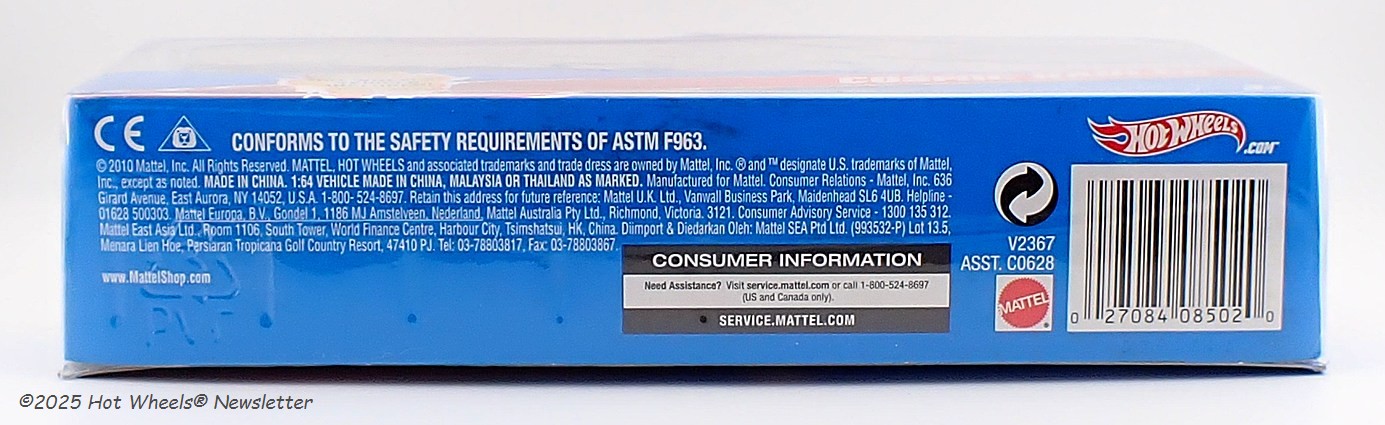 CE
CONFORMS TO THE SAFETY REQUIREMENTS OF ASTM F963.
© 2010 Mattel, Inc. All Rights Reserved. MATTEL, HOT WHEELS and associated trademarks and trade dress are owned by Mattel, Inc. ® and ™ designate U.S. trademarks of Mattel,
Inc., except as noted. MADE IN CHINA. 1:64 VEHICLE MADE IN CHINA, MALAYSIA OR THAILAND AS MARKED. Manufactured for Mattel. Consumer Relations - Mattel, Inc. 636
Girard Avenue, East Aurora, NY 14052, U.S.A. 1-800- 524-8697. Retain this address for future reference: Mattel U.K. Ltd., Vanwall Business Park, Maidenhead SL6 4UB. Helpline -
01628 500303. Mattel Europa, B.V., Gondel 1, 1186 MJ Amstelveen, Nederland. Mattel Australia Pty Ltd., Richmond, Victoria. 3121. Consumer Advisory Service - 1300 135 312.
Mattel East Asia Ltd., Room 1106, South Tower, World Finance Centre, Harbour City, Tsimshatsui, HK, China. Diimport & Diedarkan Oleh: Mattel SEA Ptd Ltd. (993532-P) Lot 13.5,
Menara Lien Hoe, Persiaran Tropicana Golf Country Resort, 47410 PJ. Tel: 03-78803817, Fax: 03-78803867.
www.MattelShop.com
CONSUMER INFORMATION
Need Assistance? Visit service.mattel.com or call 1-800-524-8697
(US and Canada only).
SERVICE.MATTEL.COM
HOT WHEELS
.COM™
V2367
ASST. C0628
MATTEL®
0 27084 08502 0
©2025 Hot Wheels® Newsletter